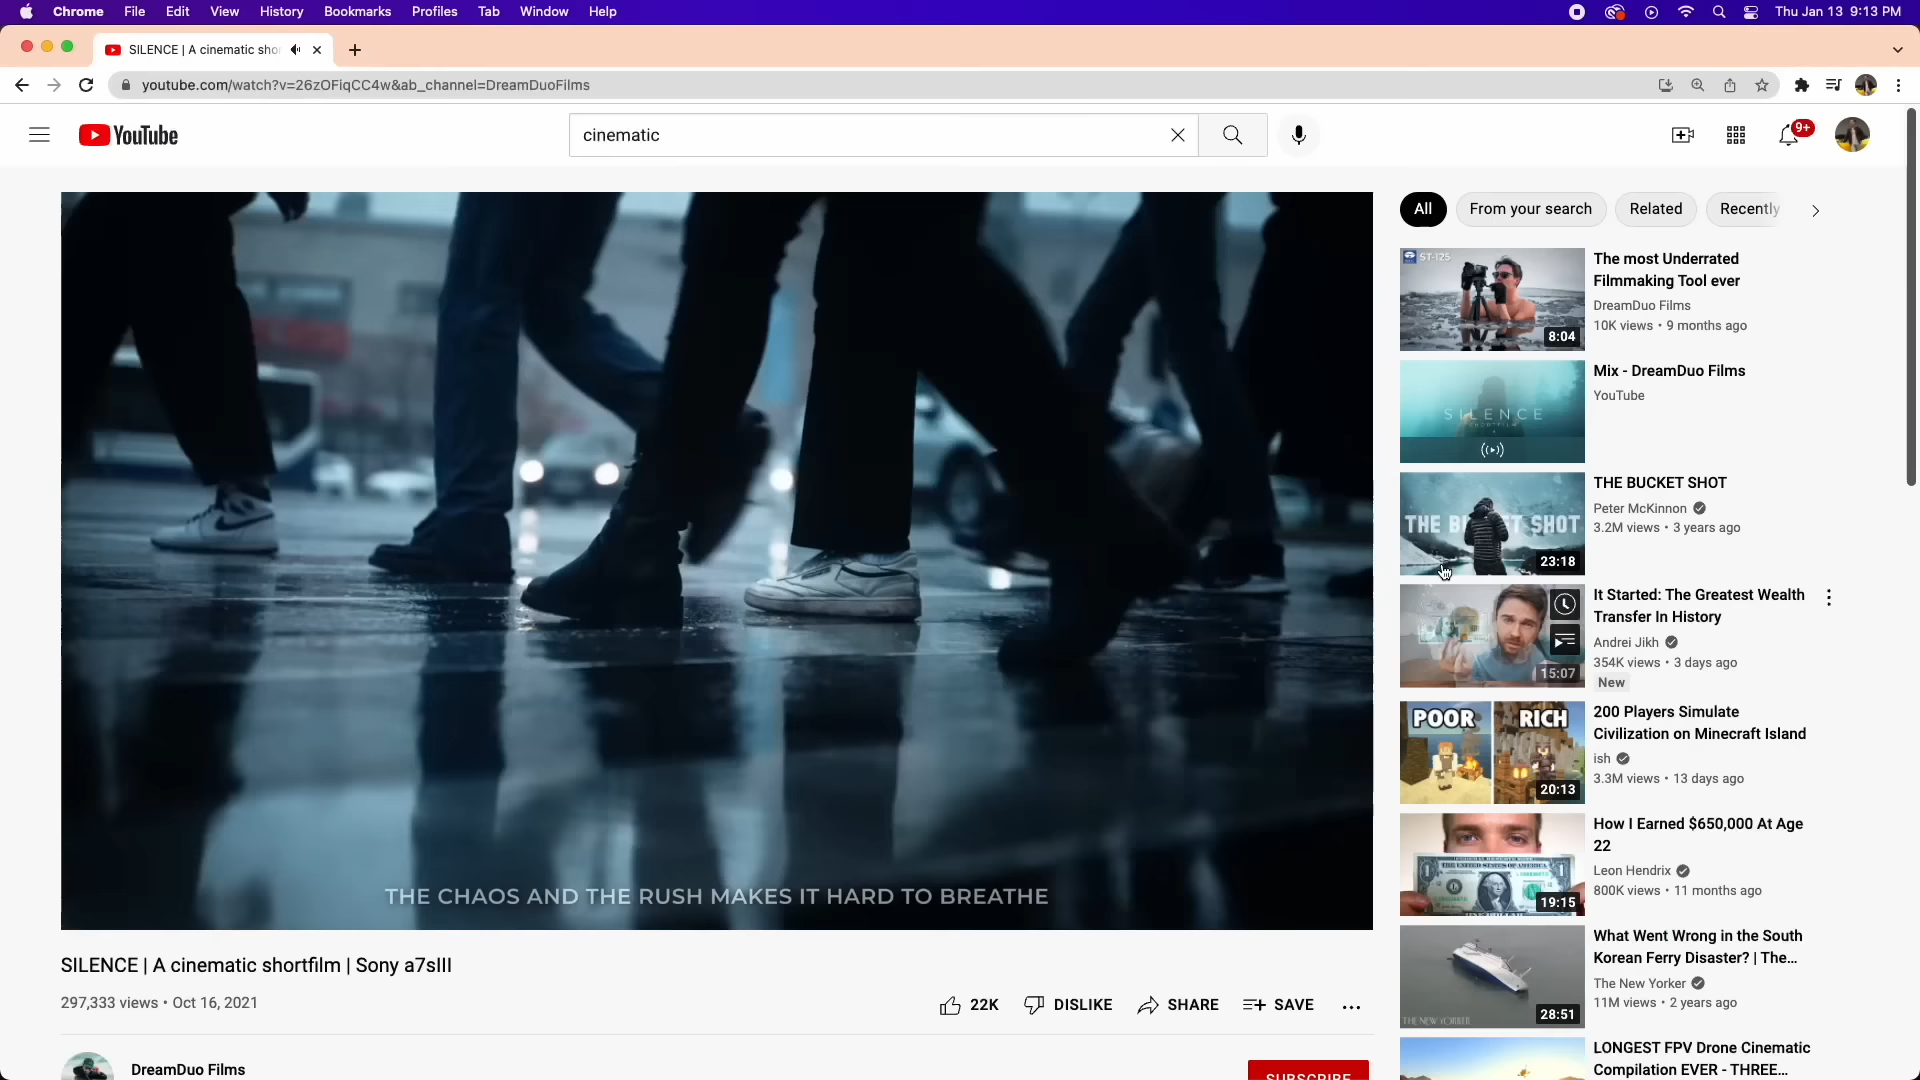 Chrome File Edit View History Bookmarks Profiles Tab Window Help
Thu Jan 13 9:13 PM
SILENCE | A cinematic sho
youtube.com/watch?v=26zOFiqCC4w&ab_channel=DreamDuoFilms
YouTube
cinematic
9+
All From your search Related Recently
THE CHAOS AND THE RUSH MAKES IT HARD TO BREATHE
SILENCE | A cinematic shortfilm | Sony a7sIII
297,333 views • Oct 16, 2021
22K DISLIKE SHARE SAVE
DreamDuo Films
SUBSCRIBE
ST-125
8:04
The most Underrated
Filmmaking Tool ever
DreamDuo Films
10K views • 9 months ago
SILENCE
Mix - DreamDuo Films
YouTube
THE BUCKET SHOT
23:18
THE BUCKET SHOT
Peter McKinnon
3.2M views • 3 years ago
15:07
It Started: The Greatest Wealth
Transfer In History
Andrei Jikh
354K views • 3 days ago
New
POOR RICH
20:13
200 Players Simulate
Civilization on Minecraft Island
ish
3.3M views • 13 days ago
19:15
How I Earned $650,000 At Age
22
Leon Hendrix
800K views • 11 months ago
THE NEW YORKER
28:51
What Went Wrong in the South
Korean Ferry Disaster? | The...
The New Yorker
11M views • 2 years ago
LONGEST FPV Drone Cinematic
Compilation EVER - THREE...